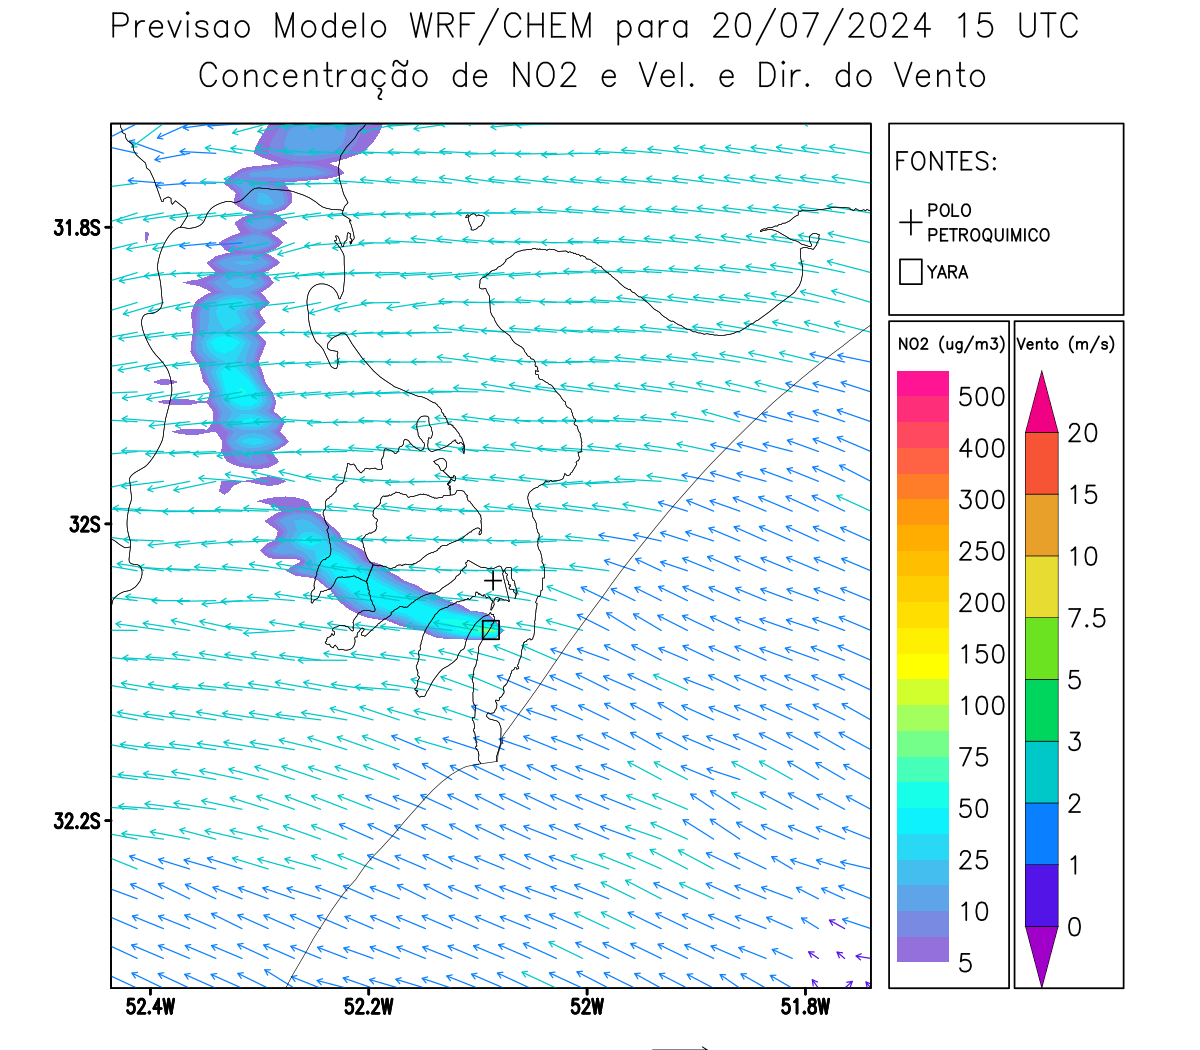 Previsao Modelo WRF/CHEM para 20/07/2024 15 UTC
Concentração de NO2 e Vel. e Dir. do Vento
FONTES:
POLO
PETROQUIMICO
YARA
NO2 (ug/m3)
500
400
300
250
200
150
100
75
50
25
10
5
Vento (m/s)
20
15
10
7.5
5
3
2
1
0
31.8S
32S
32.2S
52.4W
52.2W
52W
51.8W